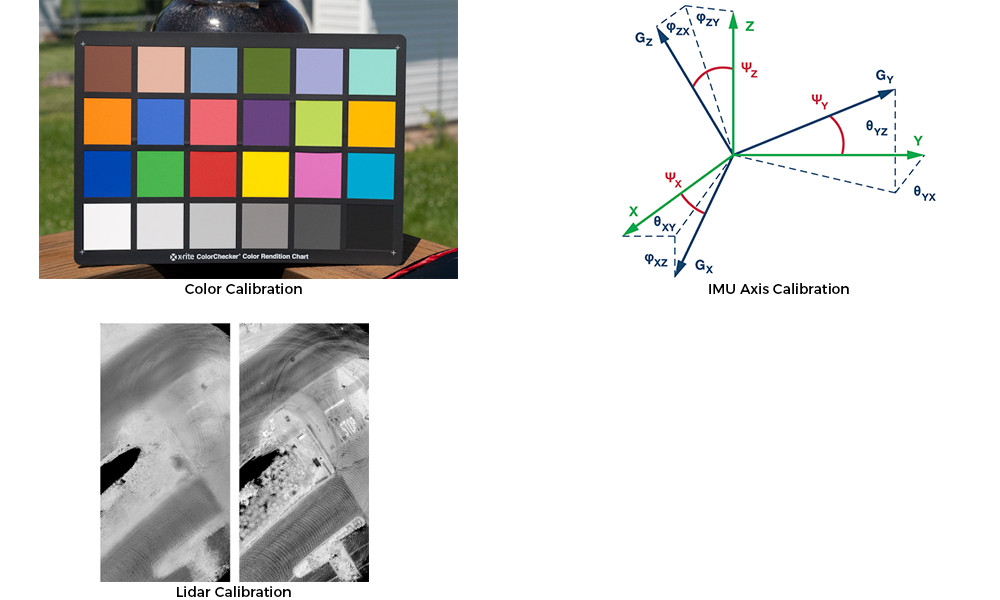 xrite ColorChecker® Color Rendition Chart
Color Calibration
φZX
φZY
GZ
Z
ΨZ
GY
ΨY
θYZ
Y
θYX
ΨX
X
θXY
φXZ
GX
IMU Axis Calibration
Lidar Calibration